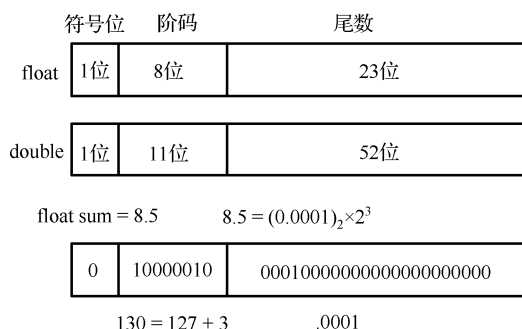 符号位 阶码 尾数
float 1位 8位 23位
double 1位 11位 52位
float sum = 8.5 8.5 = (0.0001)₂×2³
0 10000010 00010000000000000000000
130 = 127 + 3 .0001